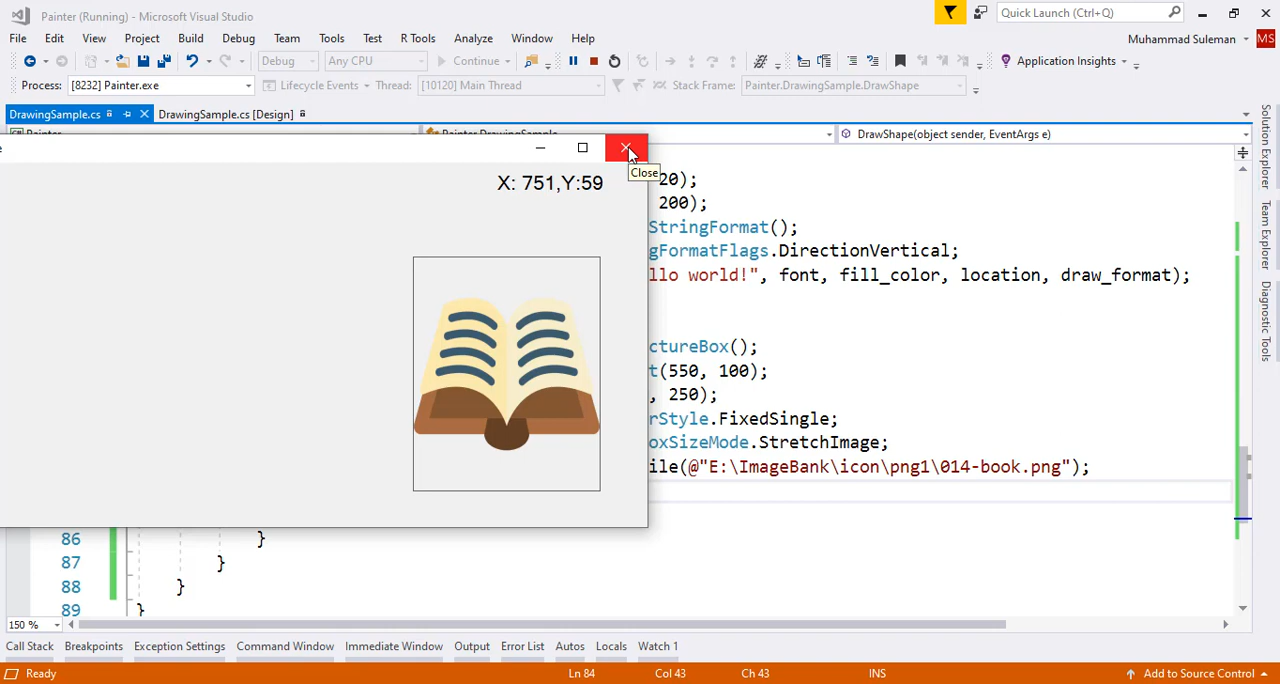 Painter (Running) - Microsoft Visual Studio
Quick Launch (Ctrl+Q)
File Edit View Project Build Debug Team Tools Test R Tools Analyze Window Help
Muhammad Suleman MS
Debug Any CPU Continue Application Insights
Process: [8232] Painter.exe Lifecycle Events Thread: [10120] Main Thread Stack Frame: Painter.DrawingSample.DrawShape
DrawingSample.cs DrawingSample.cs [Design]
Painter Painter.DrawingSample DrawShape(object sender, EventArgs e)
e
Close
X: 751,Y:59
20);
200);
StringFormat();
gFormatFlags.DirectionVertical;
llo world!", font, fill_color, location, draw_format);
ctureBox();
t(550, 100);
, 250);
rStyle.FixedSingle;
oxSizeMode.StretchImage;
ile(@"E:\ImageBank\icon\png1\014-book.png");
86 }
87 }
88 }
89 }
Solution Explorer
Team Explorer
Diagnostic Tools
150 %
Call Stack Breakpoints Exception Settings Command Window Immediate Window Output Error List Autos Locals Watch 1
Ready Ln 84 Col 43 Ch 43 INS Add to Source Control